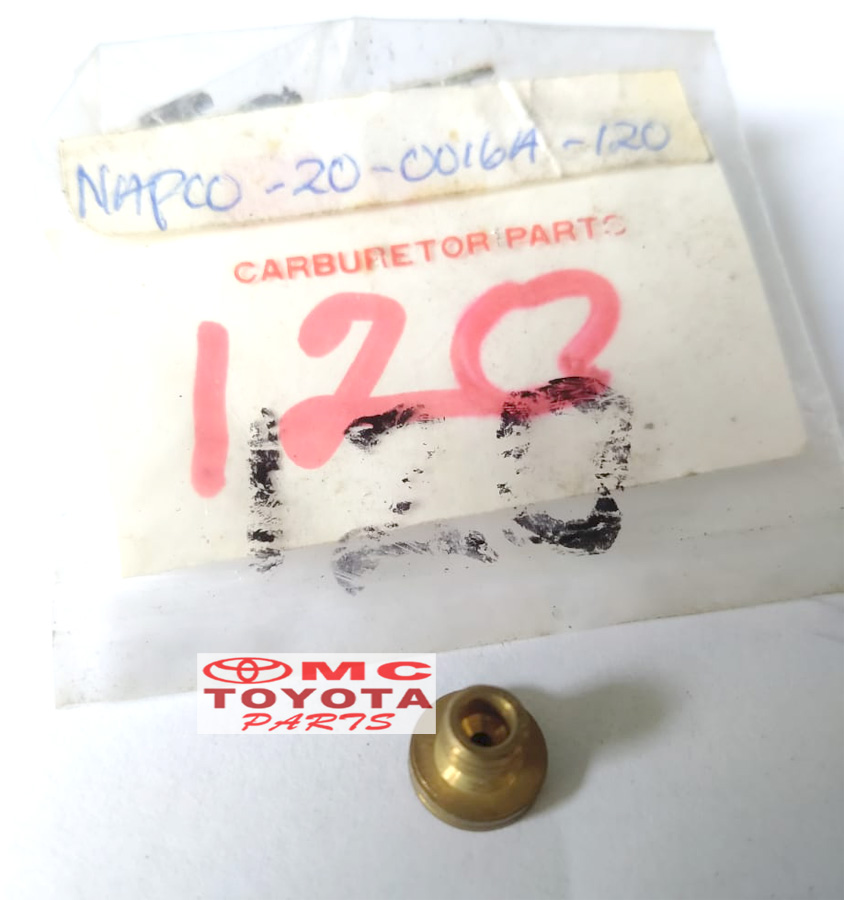 NAPCO -20-0016A -120
CARBURETOR PARTS
120
120
MC
TOYOTA
PARTS